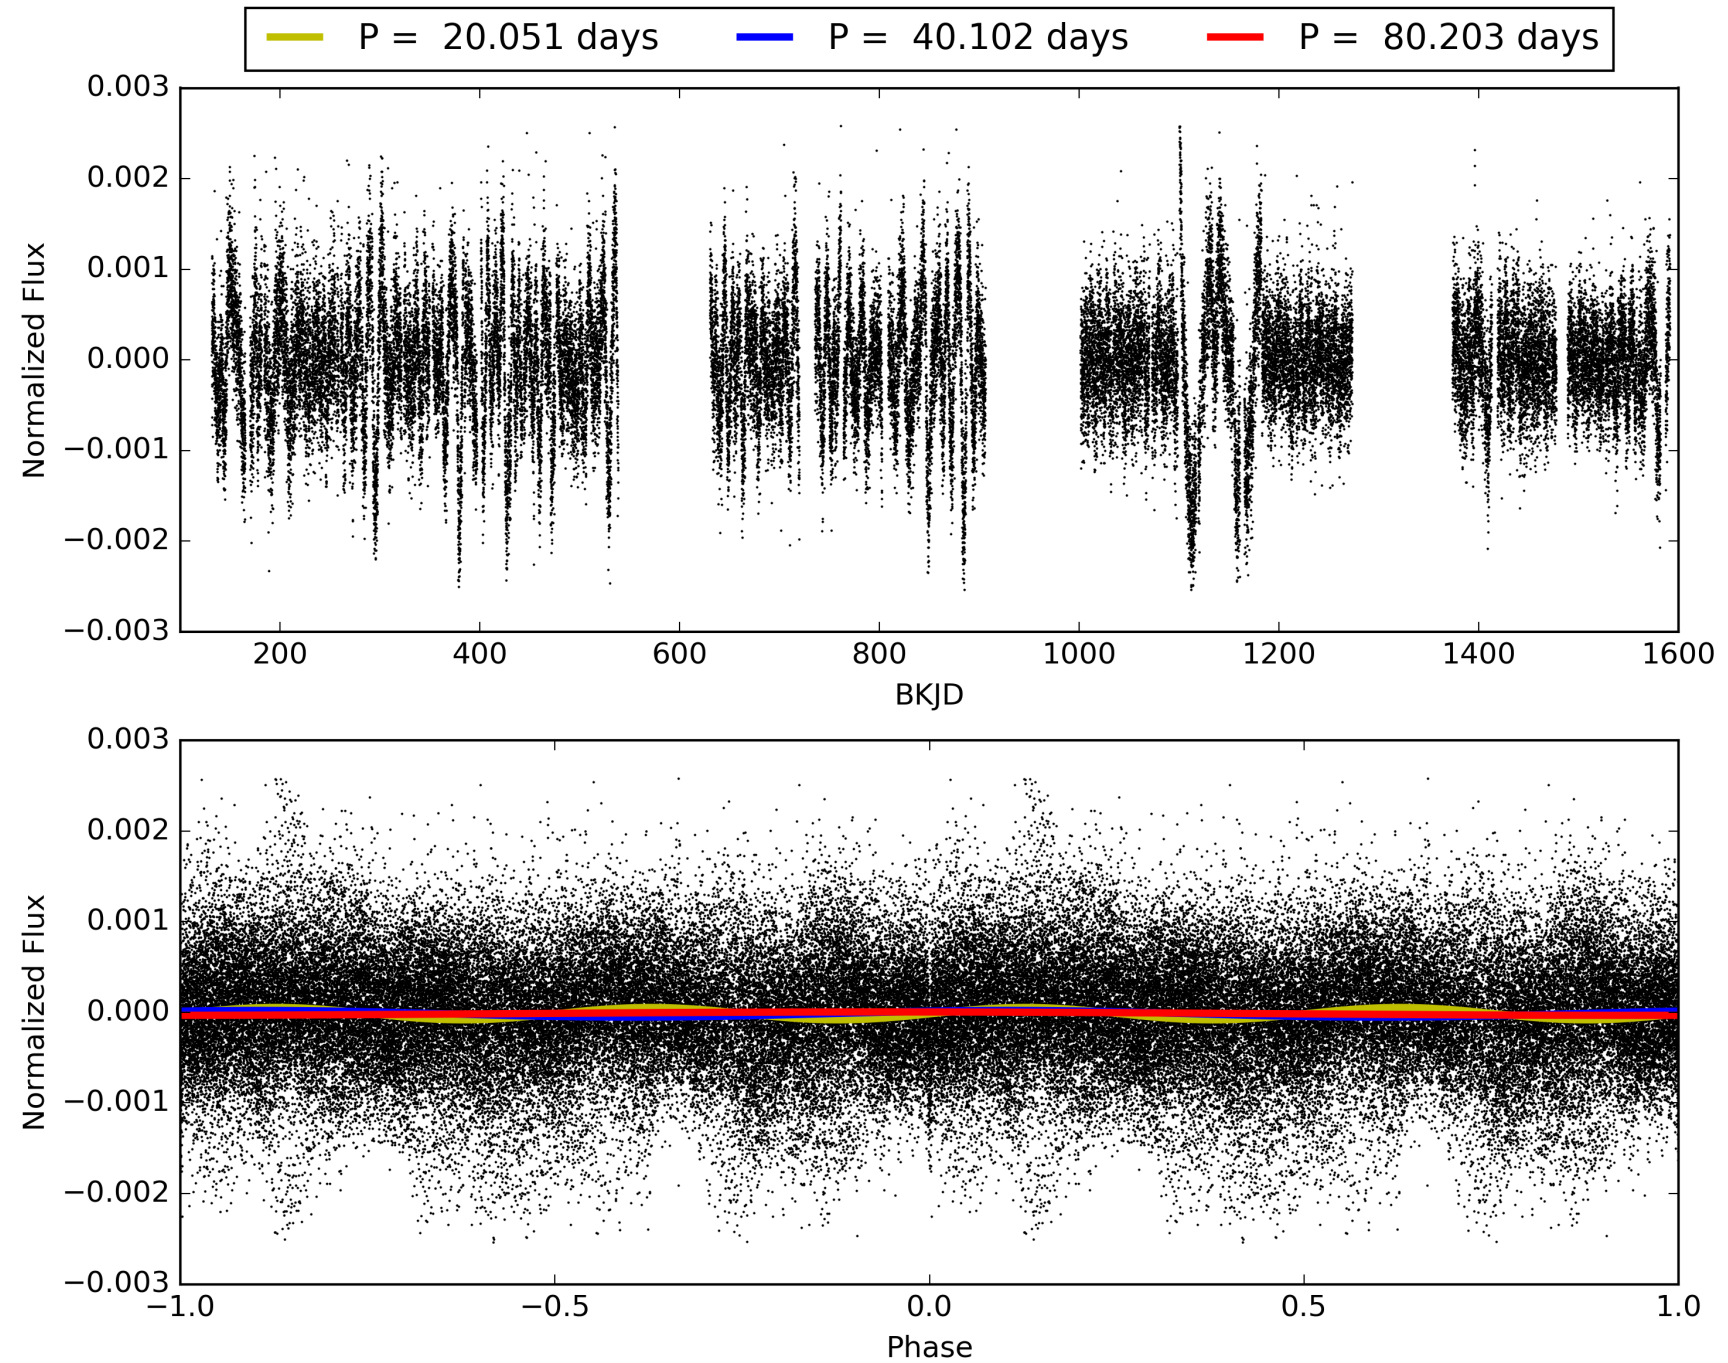 P = 20.051 days P = 40.102 days P = 80.203 days
0.003
0.002
0.001
0.000
−0.001
−0.002
−0.003
Normalized Flux
200 400 600 800 1000 1200 1400 1600
BKJD
0.003
0.002
0.001
0.000
−0.001
−0.002
−0.003
Normalized Flux
−1.0 −0.5 0.0 0.5 1.0
Phase